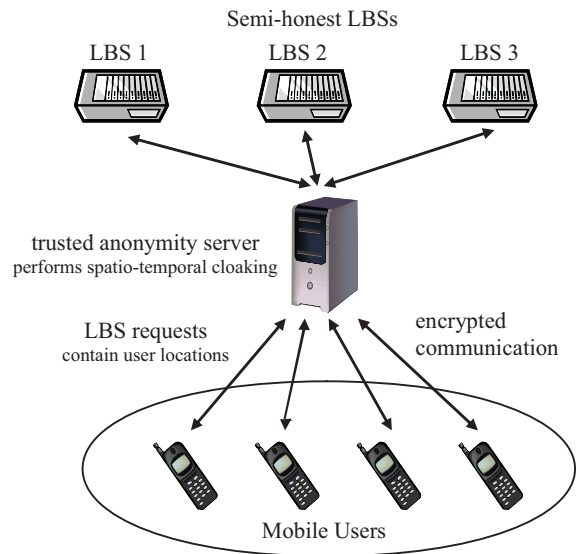 Semi-honest LBSs
LBS 1
LBS 2
LBS 3
trusted anonymity server
performs spatio-temporal cloaking
LBS requests
contain user locations
encrypted
communication
Mobile Users